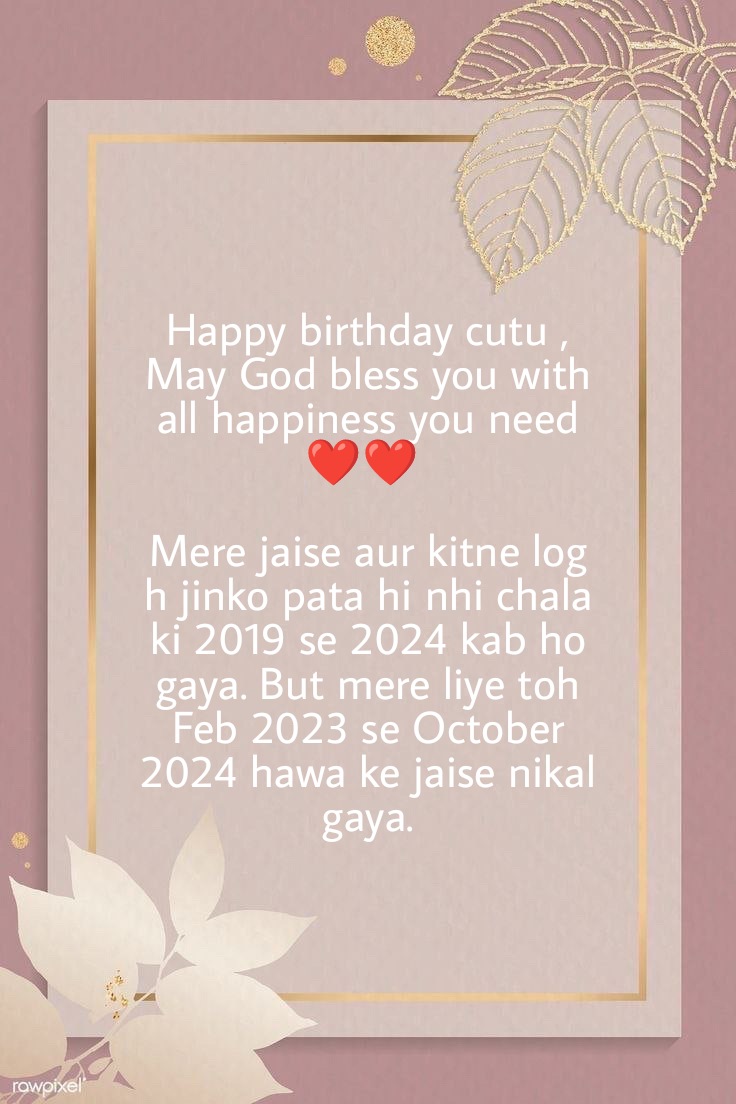 Happy birthday cutu ,
May God bless you with
all happiness you need
❤️❤️
Mere jaise aur kitne log
h jinko pata hi nhi chala
ki 2019 se 2024 kab ho
gaya. But mere liye toh
Feb 2023 se October
2024 hawa ke jaise nikal
gaya.
rawpixel